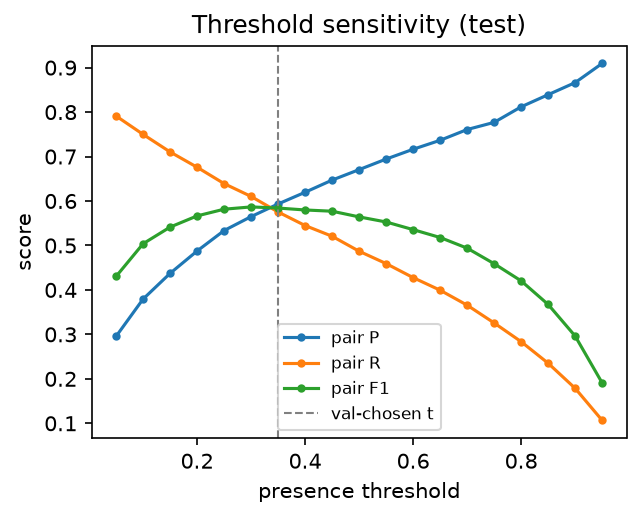 Threshold sensitivity (test)
score
0.9
0.8
0.7
0.6
0.5
0.4
0.3
0.2
0.1
pair P
pair R
pair F1
val-chosen t
0.2 0.4 0.6 0.8
presence threshold